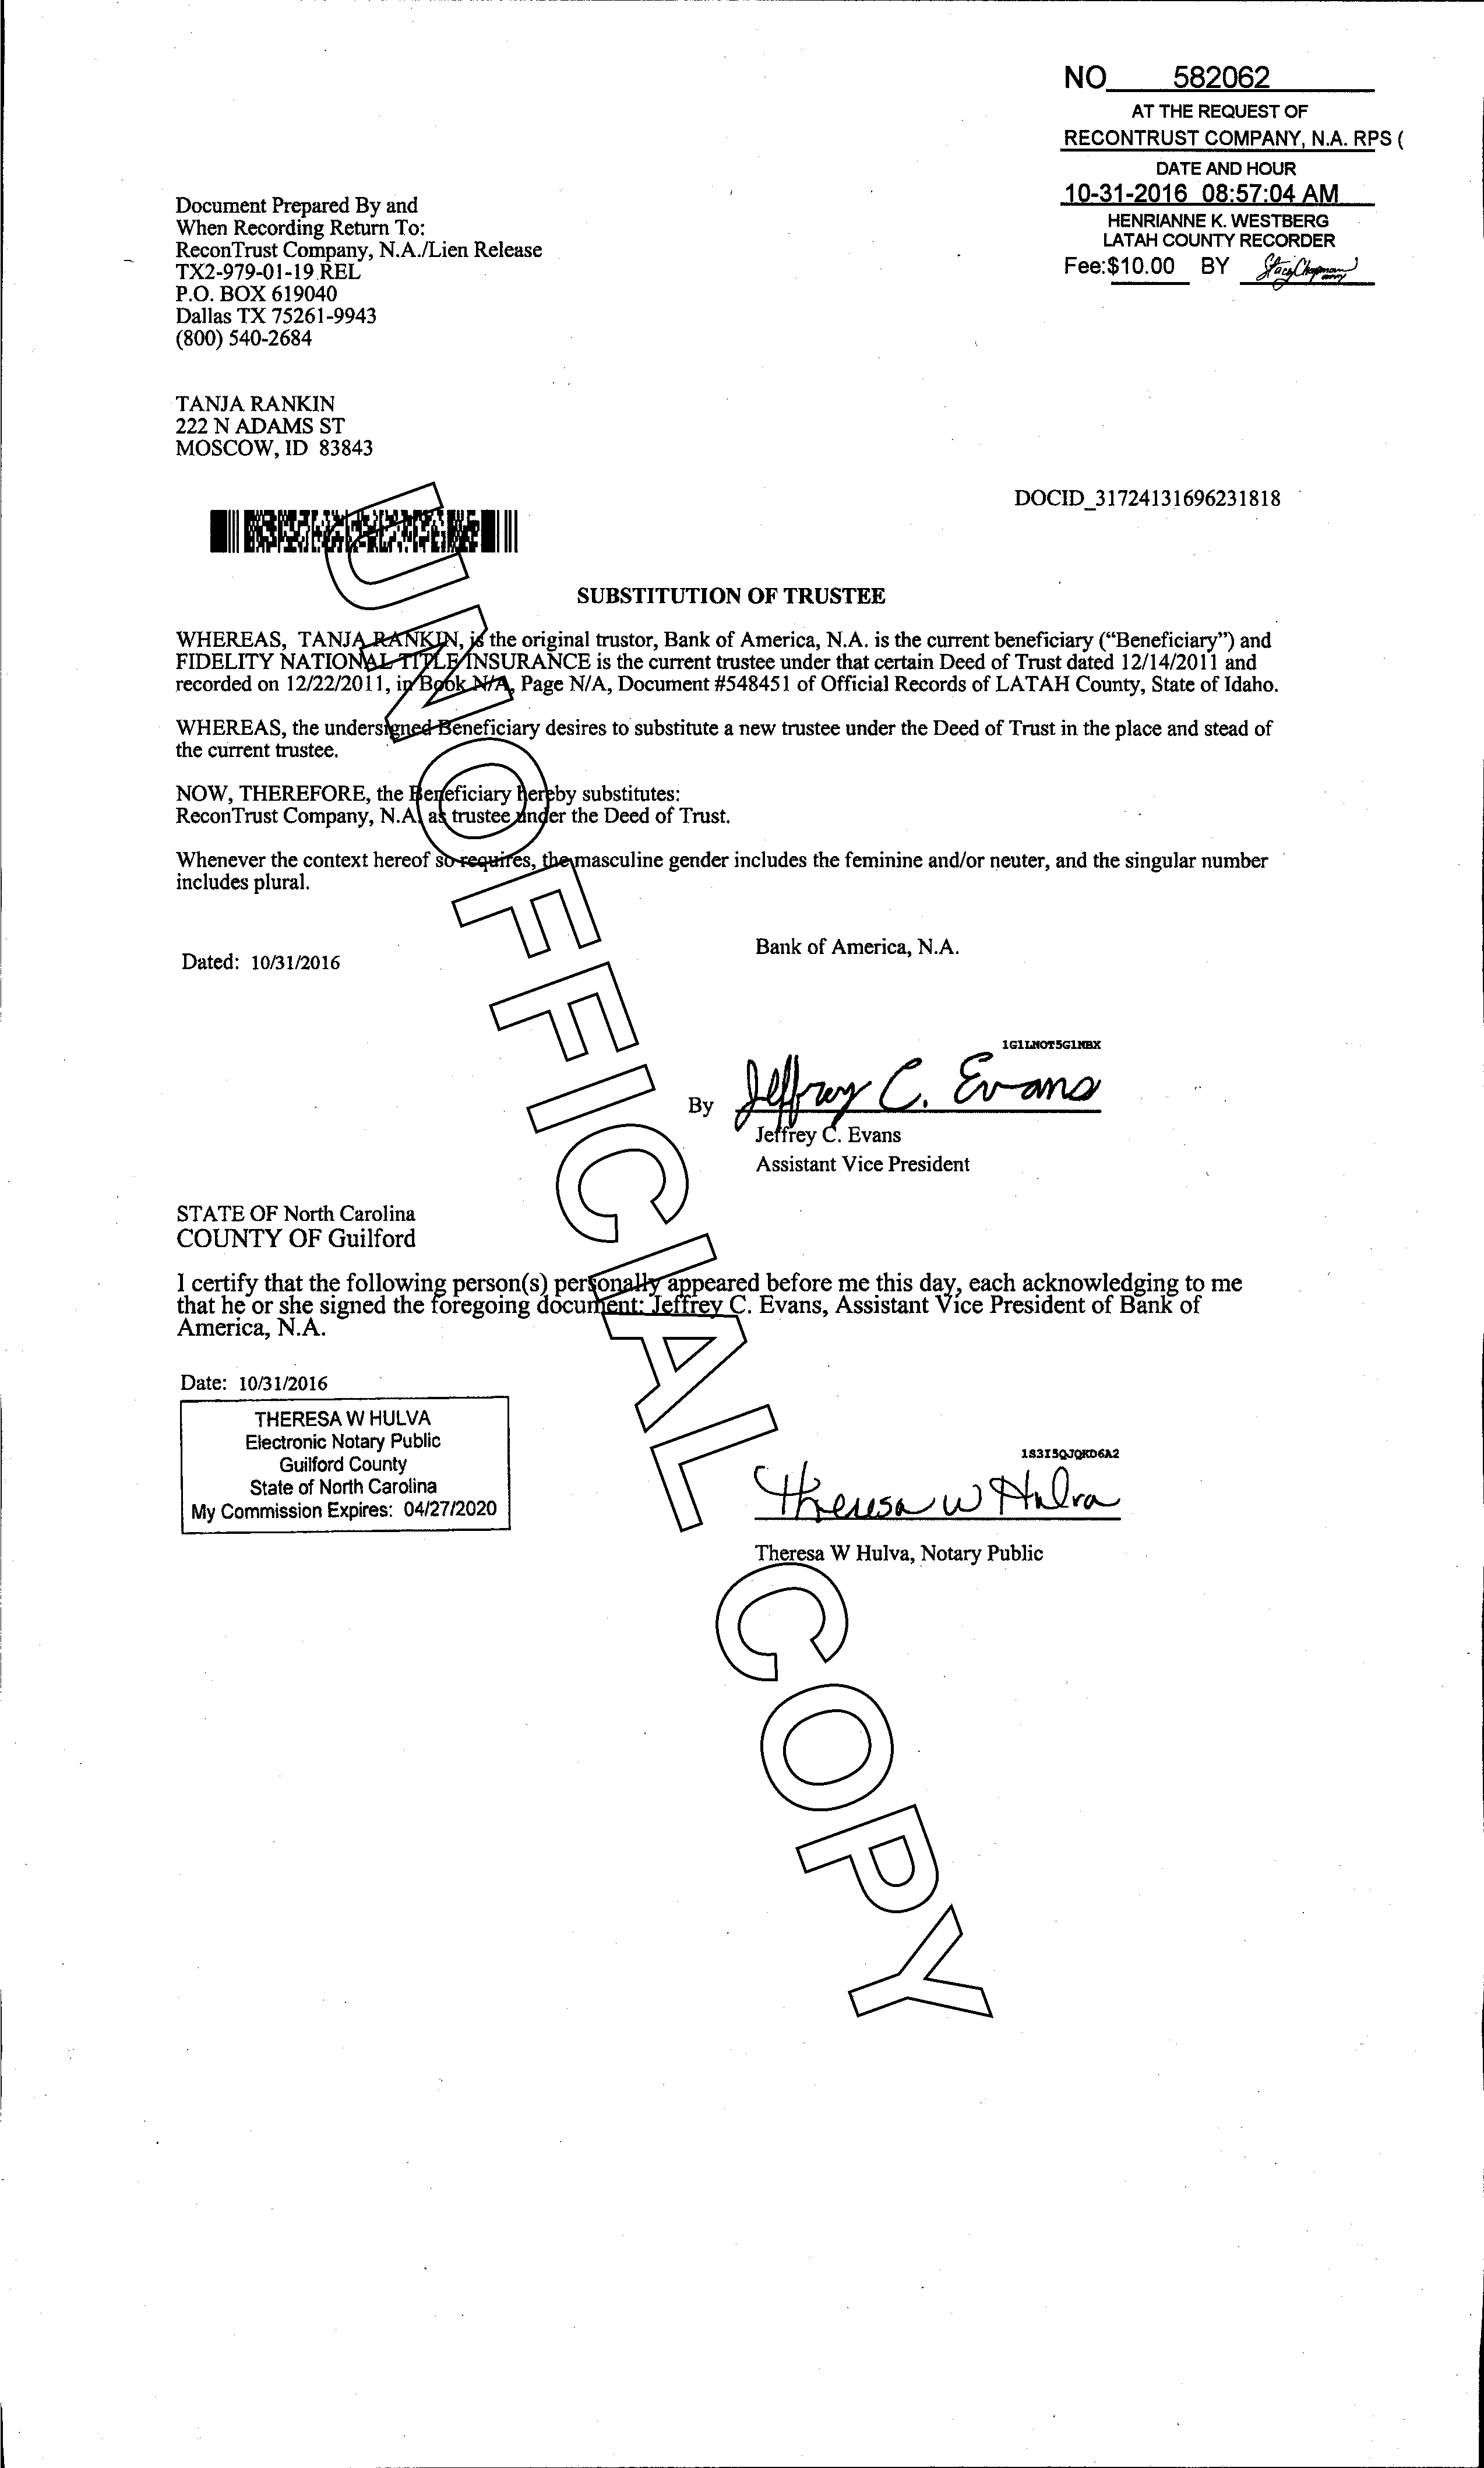 NO 582062
AT THE REQUEST OF
RECONTRUST COMPANY, N.A. RPS (
DATE AND HOUR
10-31-2016 08:57:04 AM
HENRIANNE K. WESTBERG
LATAH COUNTY RECORDER
Fee:$10.00 BY Stacy Chapman
Document Prepared By and
When Recording Return To:
ReconTrust Company, N.A./Lien Release
TX2-979-01-19 REL
P.O. BOX 619040
Dallas TX 75261-9943
(800) 540-2684
TANJA RANKIN
222 N ADAMS ST
MOSCOW, ID 83843
DOCID_31724131696231818
SUBSTITUTION OF TRUSTEE
WHEREAS, TANJA RANKIN, is the original trustor, Bank of America, N.A. is the current beneficiary (“Beneficiary”) and
FIDELITY NATIONAL TITLE INSURANCE is the current trustee under that certain Deed of Trust dated 12/14/2011 and
recorded on 12/22/2011, in Book N/A, Page N/A, Document #548451 of Official Records of LATAH County, State of Idaho.
WHEREAS, the undersigned Beneficiary desires to substitute a new trustee under the Deed of Trust in the place and stead of
the current trustee.
NOW, THEREFORE, the Beneficiary hereby substitutes:
ReconTrust Company, N.A. as trustee under the Deed of Trust.
Whenever the context hereof so requires, the masculine gender includes the feminine and/or neuter, and the singular number
includes plural.
Dated: 10/31/2016
Bank of America, N.A.
1G1LNOT5G1NBX
By Jeffrey C. Evans
Jeffrey C. Evans
Assistant Vice President
STATE OF North Carolina
COUNTY OF Guilford
I certify that the following person(s) personally appeared before me this day, each acknowledging to me
that he or she signed the foregoing document: Jeffrey C. Evans, Assistant Vice President of Bank of
America, N.A.
Date: 10/31/2016
THERESA W HULVA
Electronic Notary Public
Guilford County
State of North Carolina
My Commission Expires: 04/27/2020
1S3I5QJQKD6A2
Theresa W Hulva
Theresa W Hulva, Notary Public
UNOFFICIAL COPY